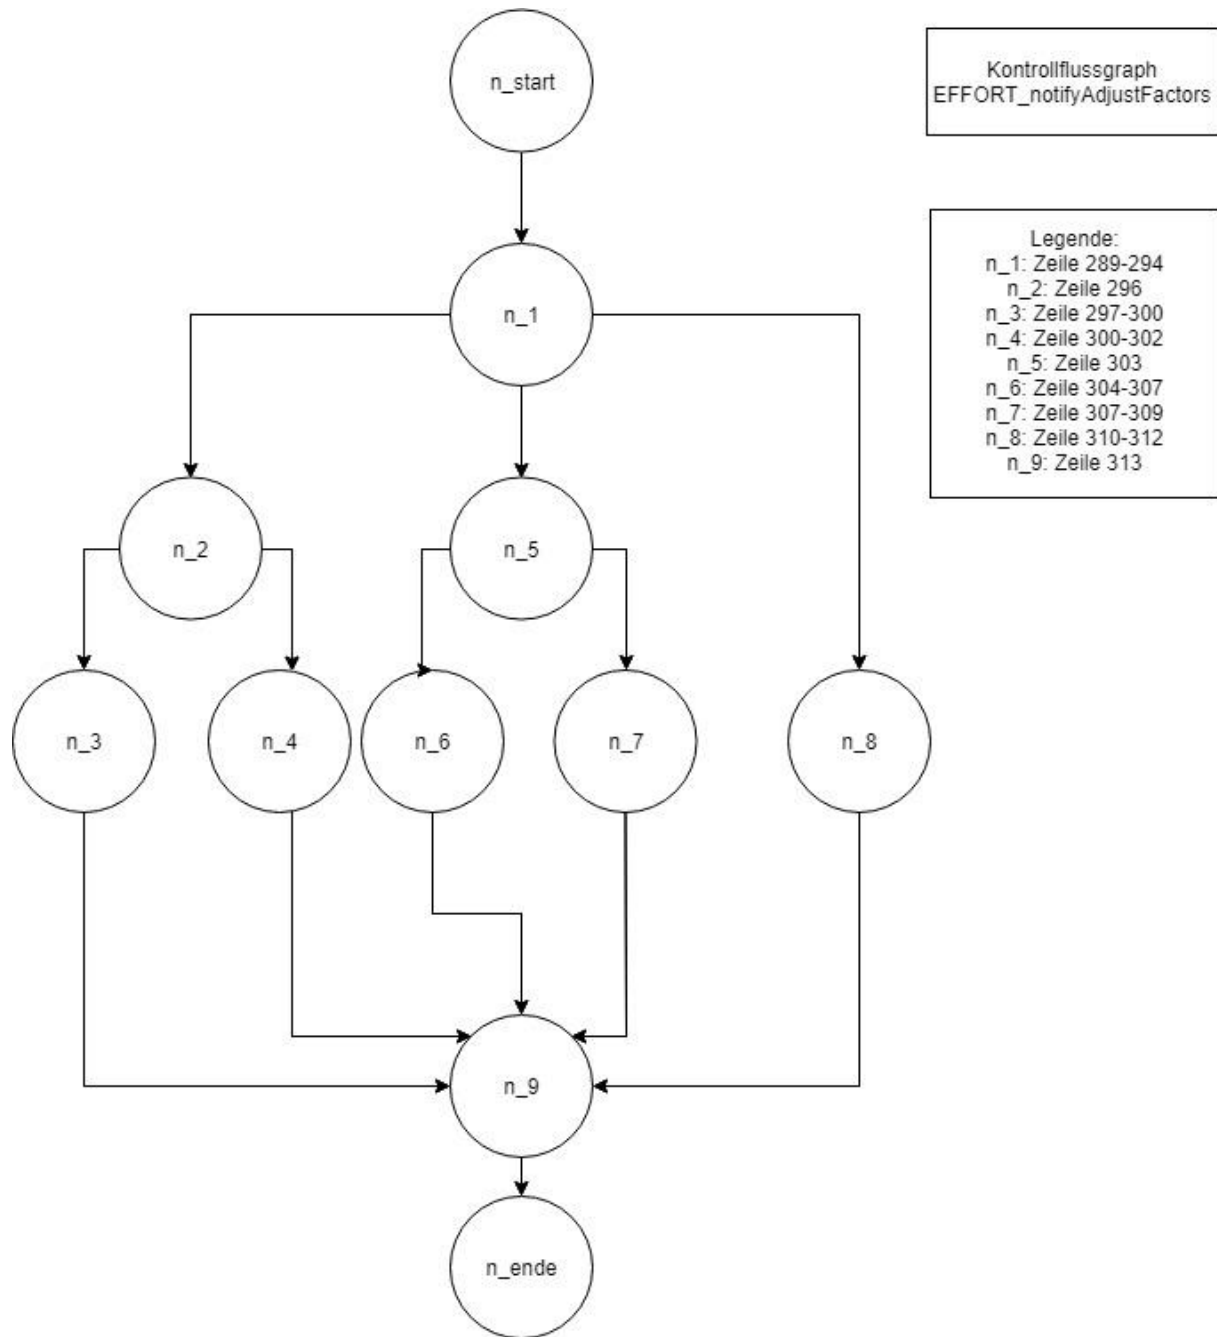 n_start
Kontrollflussgraph
EFFORT_notifyAdjustFactors
Legende:
n_1: Zeile 289-294
n_2: Zeile 296
n_3: Zeile 297-300
n_4: Zeile 300-302
n_5: Zeile 303
n_6: Zeile 304-307
n_7: Zeile 307-309
n_8: Zeile 310-312
n_9: Zeile 313
n_1
n_2
n_5
n_3
n_4
n_6
n_7
n_8
n_9
n_ende